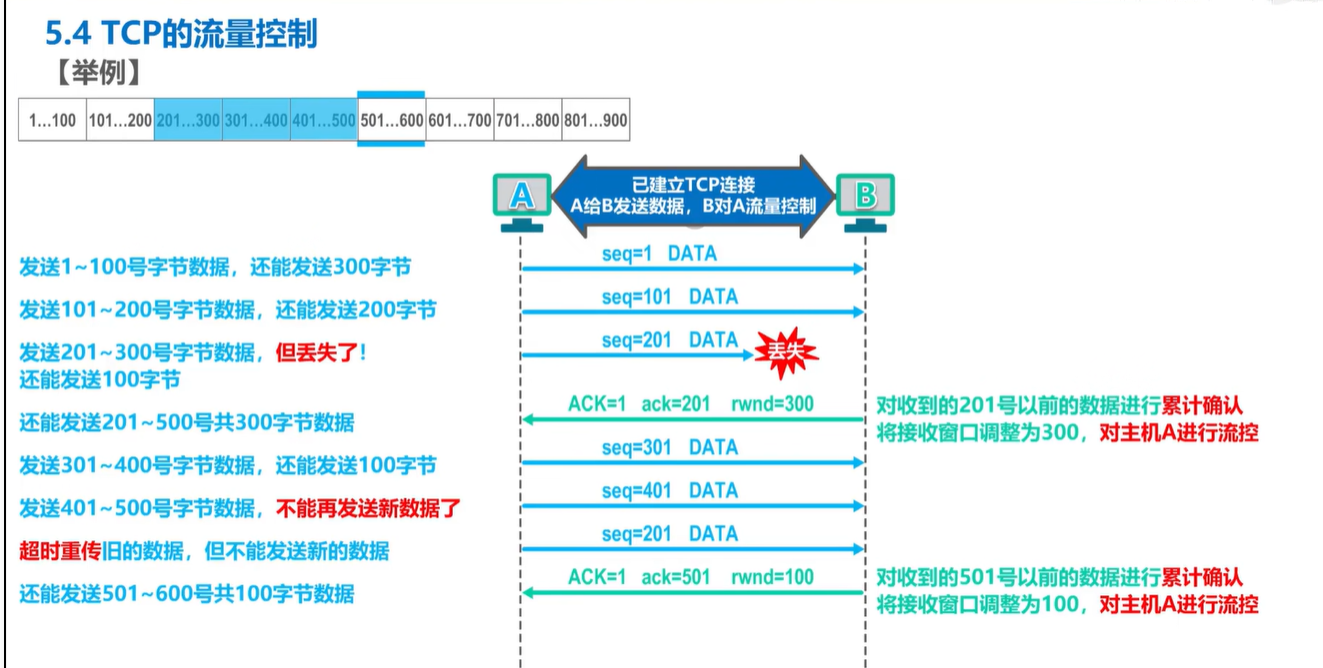 5.4 TCP的流量控制
【举例】
1…100 101…200 201…300 301…400 401…500 501…600 601…700 701…800 801…900
A
已建立TCP连接
A给B发送数据，B对A流量控制
B
seq=1 DATA
发送1~100号字节数据，还能发送300字节
seq=101 DATA
发送101~200号字节数据，还能发送200字节
seq=201 DATA
丢失
发送201~300号字节数据，但丢失了！
还能发送100字节
ACK=1 ack=201 rwnd=300
对收到的201号以前的数据进行累计确认
将接收窗口调整为300，对主机A进行流控
还能发送201~500号共300字节数据
seq=301 DATA
发送301~400号字节数据，还能发送100字节
seq=401 DATA
发送401~500号字节数据，不能再发送新数据了
seq=201 DATA
超时重传旧的数据，但不能发送新的数据
ACK=1 ack=501 rwnd=100
对收到的501号以前的数据进行累计确认
将接收窗口调整为100，对主机A进行流控
还能发送501~600号共100字节数据